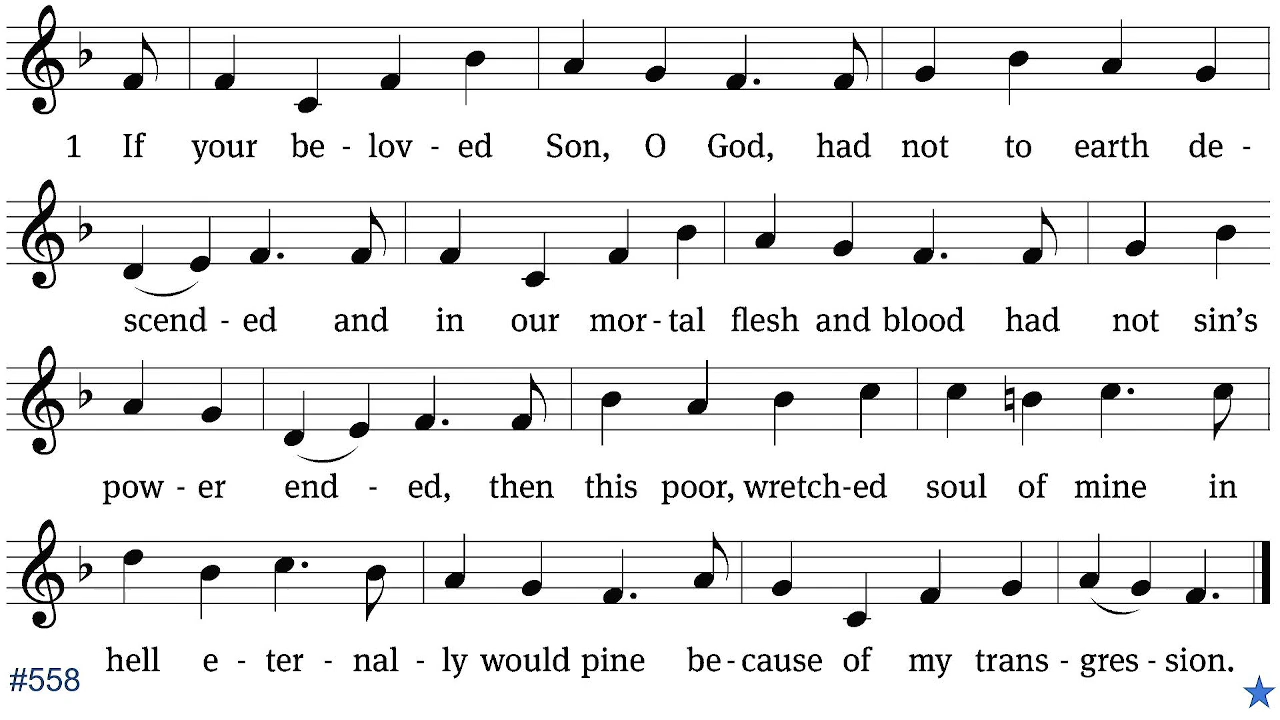 1 If your be - lov - ed Son, O God, had not to earth de -
scend - ed and in our mor - tal flesh and blood had not sin’s
pow - er end - ed, then this poor, wretch - ed soul of mine in
hell e - ter - nal - ly would pine be - cause of my trans - gres - sion.
#558